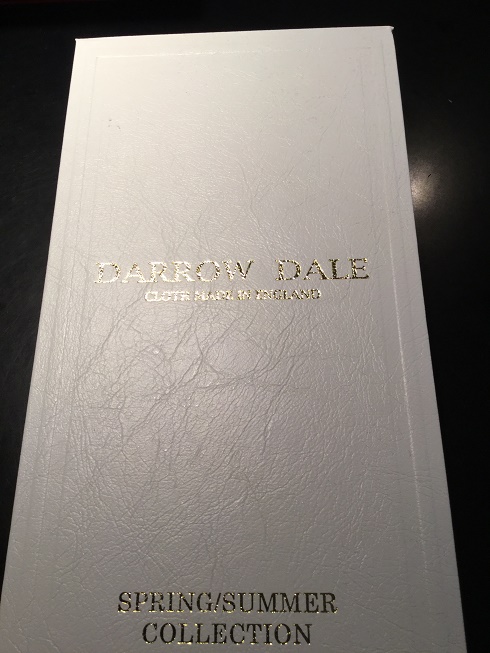 DARROW DALE
CLOTH MADE IN ENGLAND
SPRING/SUMMER
COLLECTION